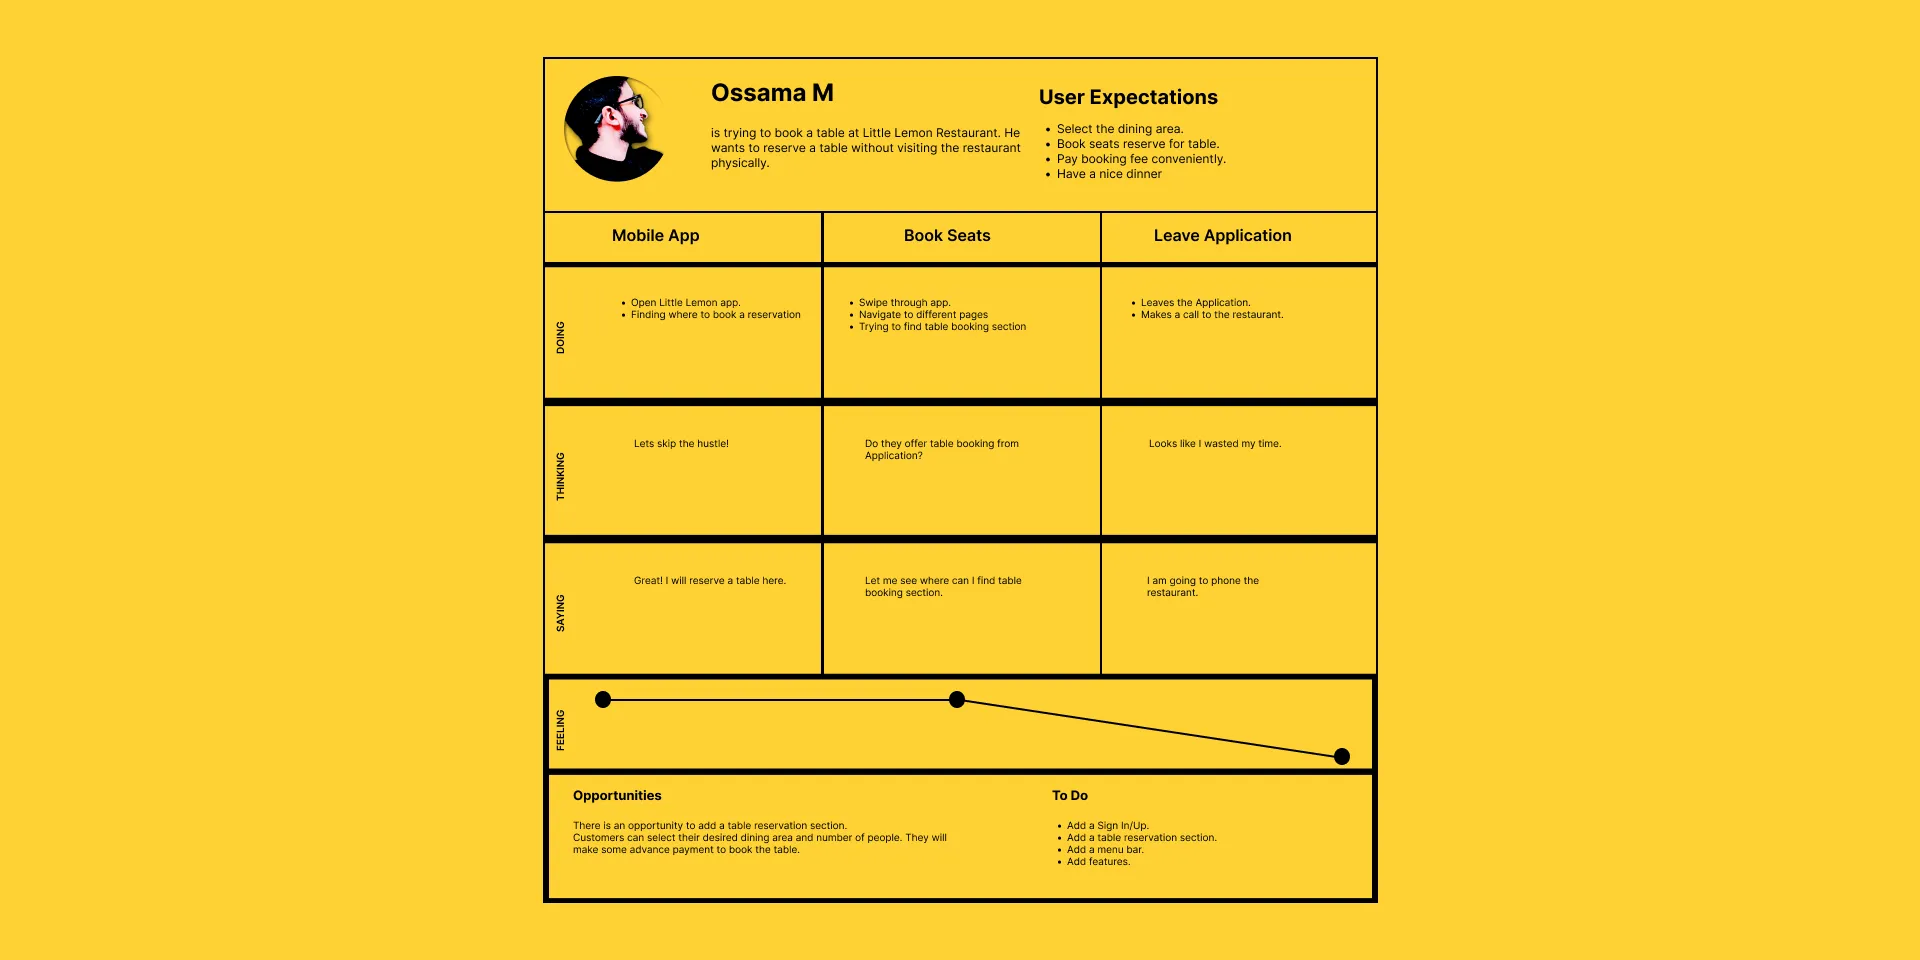 Ossama M
is trying to book a table at Little Lemon Restaurant. He
wants to reserve a table without visiting the restaurant
physically.
User Expectations
• Select the dining area.
• Book seats reserve for table.
• Pay booking fee conveniently.
• Have a nice dinner
Mobile App
Book Seats
Leave Application
DOING
• Open Little Lemon app.
• Finding where to book a reservation
• Swipe through app.
• Navigate to different pages
• Trying to find table booking section
• Leaves the Application.
• Makes a call to the restaurant.
THINKING
Lets skip the hustle!
Do they offer table booking from
Application?
Looks like I wasted my time.
SAYING
Great! I will reserve a table here.
Let me see where can I find table
booking section.
I am going to phone the
restaurant.
FEELING
Opportunities
There is an opportunity to add a table reservation section.
Customers can select their desired dining area and number of people. They will
make some advance payment to book the table.
To Do
• Add a Sign In/Up.
• Add a table reservation section.
• Add a menu bar.
• Add features.